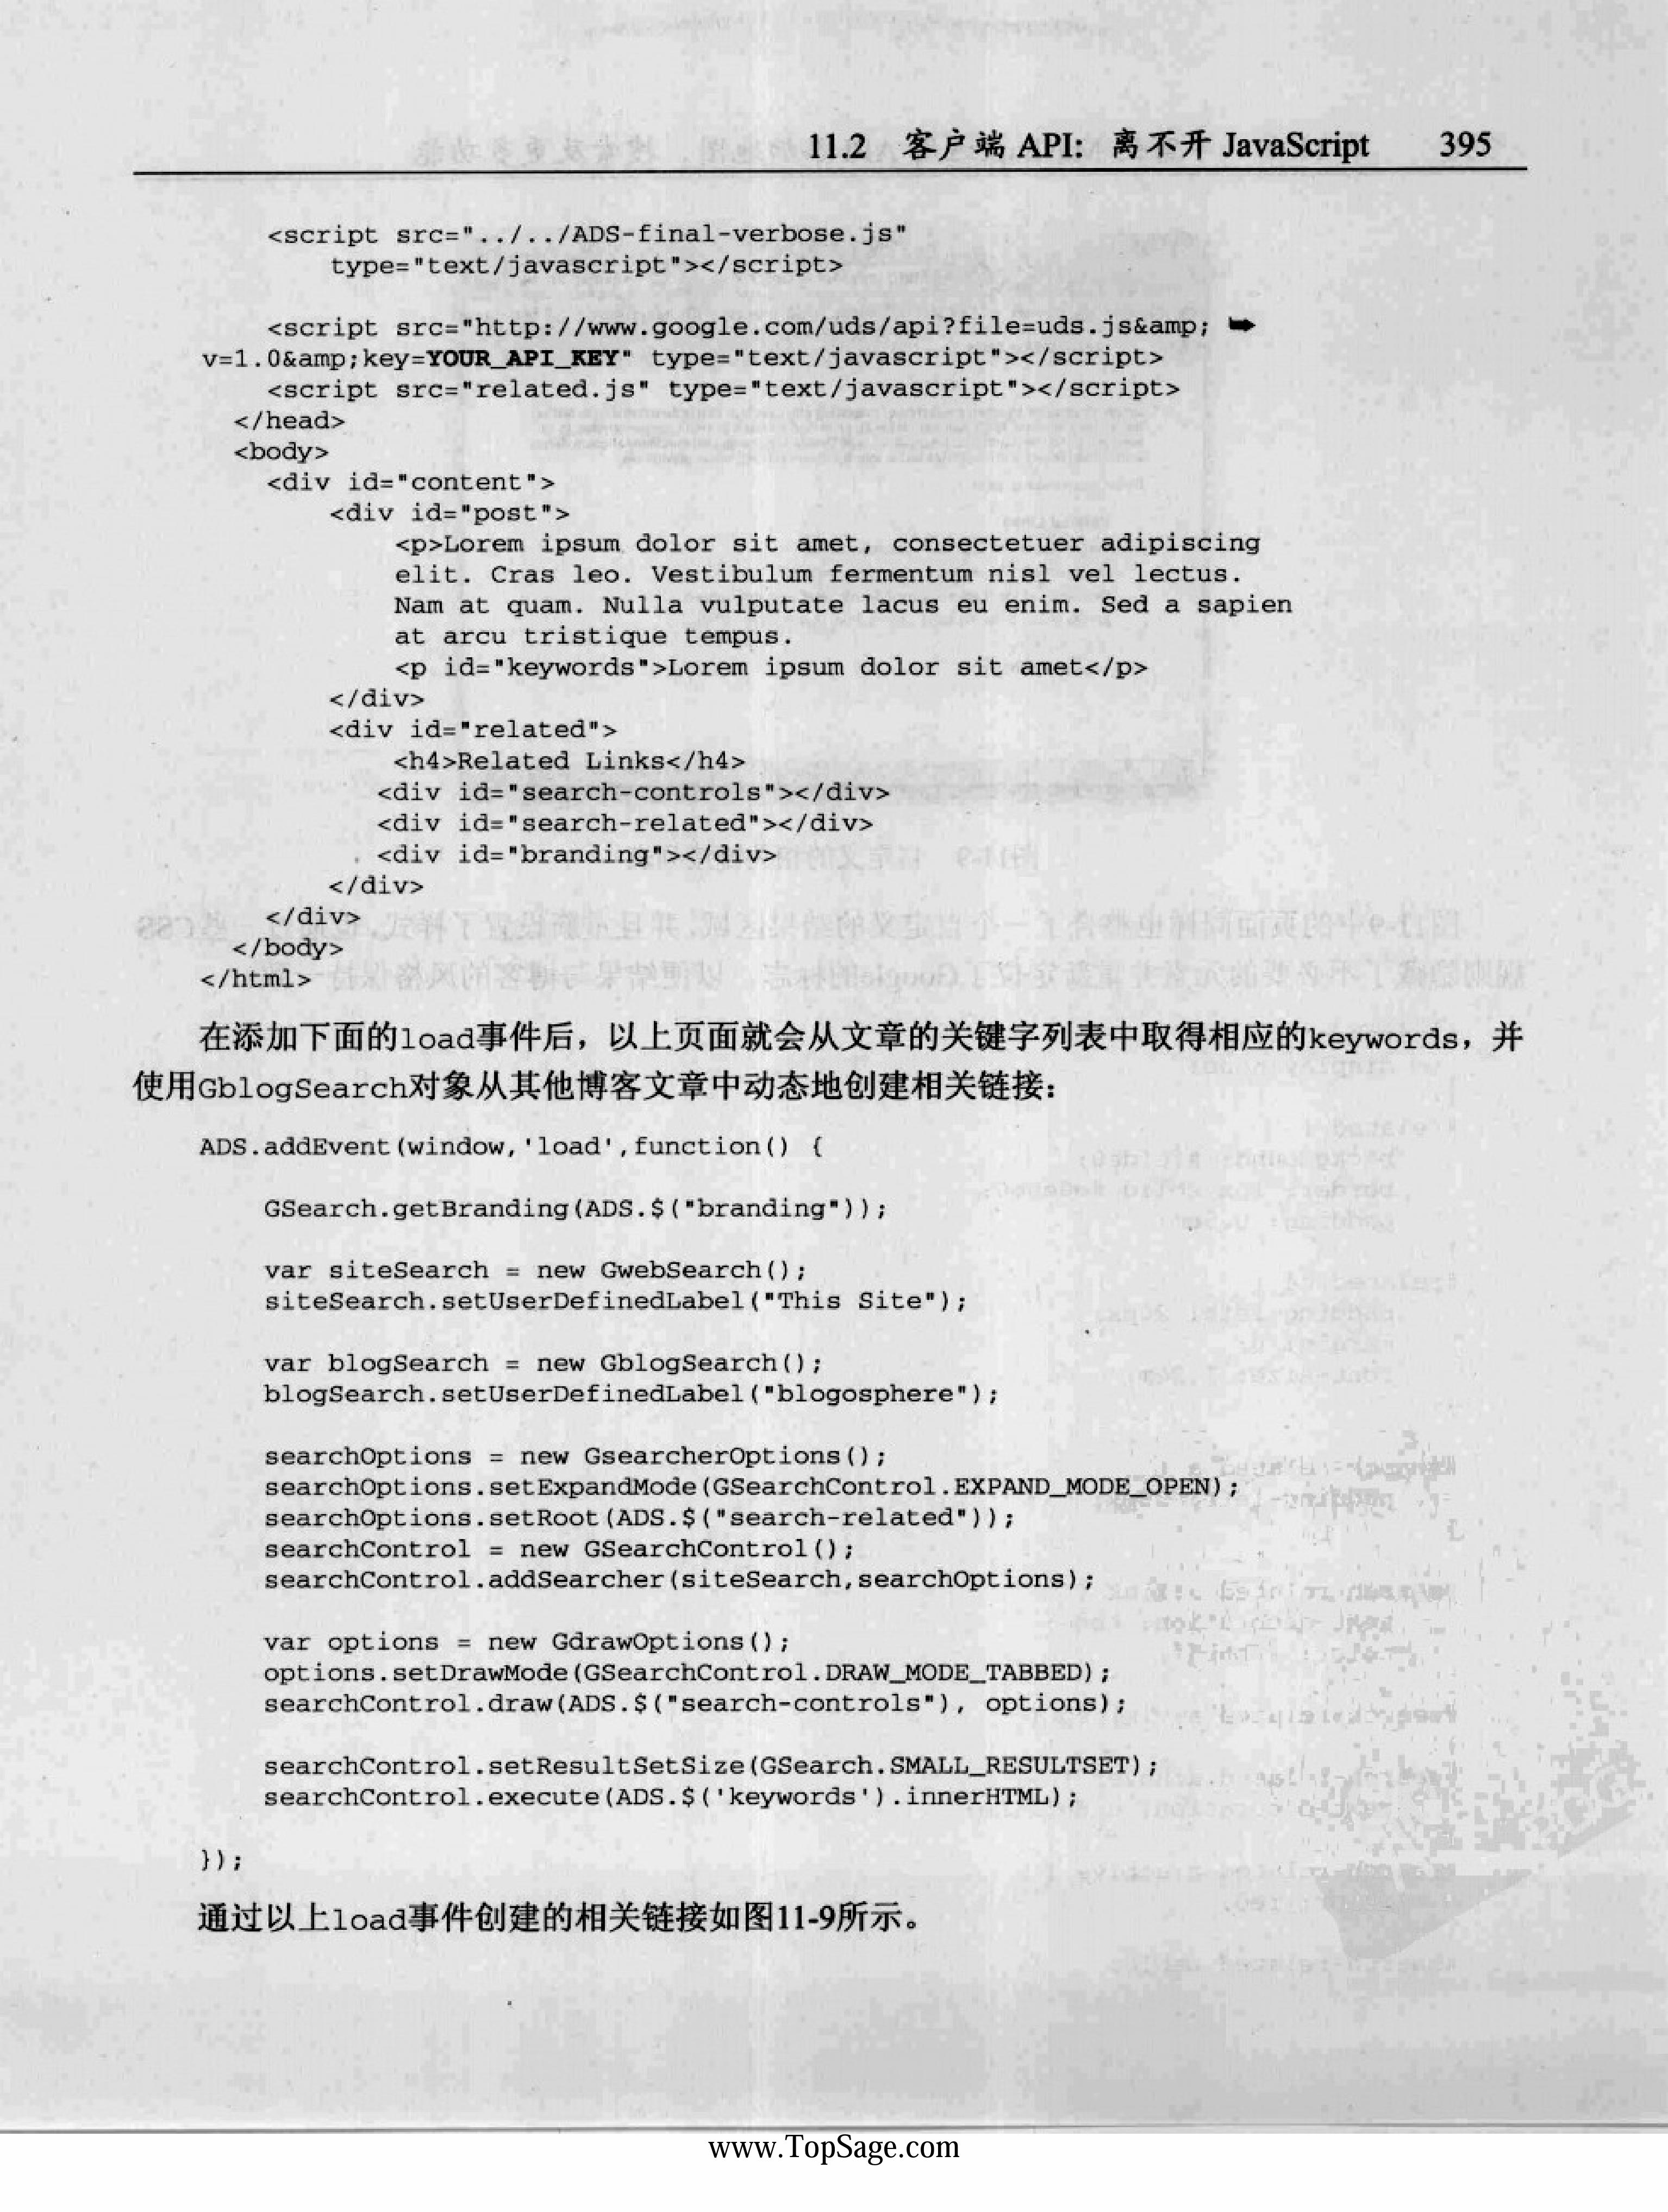 11.2 客户端 API: 离不开 JavaScript 395
<script src="../../ADS-final-verbose.js"
type="text/javascript"></script>
<script src="http://www.google.com/uds/api?file=uds.js&amp; ➥
v=1.0&amp;key=YOUR_API_KEY" type="text/javascript"></script>
<script src="related.js" type="text/javascript"></script>
</head>
<body>
<div id="content">
<div id="post">
<p>Lorem ipsum dolor sit amet, consectetuer adipiscing
elit. Cras leo. Vestibulum fermentum nisl vel lectus.
Nam at quam. Nulla vulputate lacus eu enim. Sed a sapien
at arcu tristique tempus.
<p id="keywords">Lorem ipsum dolor sit amet</p>
</div>
<div id="related">
<h4>Related Links</h4>
<div id="search-controls"></div>
<div id="search-related"></div>
<div id="branding"></div>
</div>
</div>
</body>
</html>
在添加下面的load事件后，以上页面就会从文章的关键字列表中取得相应的keywords，并
使用GblogSearch对象从其他博客文章中动态地创建相关链接：
ADS.addEvent(window,'load',function() {
GSearch.getBranding(ADS.$("branding"));
var siteSearch = new GwebSearch();
siteSearch.setUserDefinedLabel("This Site");
var blogSearch = new GblogSearch();
blogSearch.setUserDefinedLabel("blogosphere");
searchOptions = new GsearcherOptions();
searchOptions.setExpandMode(GSearchControl.EXPAND_MODE_OPEN);
searchOptions.setRoot(ADS.$("search-related"));
searchControl = new GSearchControl();
searchControl.addSearcher(siteSearch,searchOptions);
var options = new GdrawOptions();
options.setDrawMode(GSearchControl.DRAW_MODE_TABBED);
searchControl.draw(ADS.$("search-controls"), options);
searchControl.setResultSetSize(GSearch.SMALL_RESULTSET);
searchControl.execute(ADS.$('keywords').innerHTML);
});
通过以上load事件创建的相关链接如图11-9所示。
www.TopSage.com